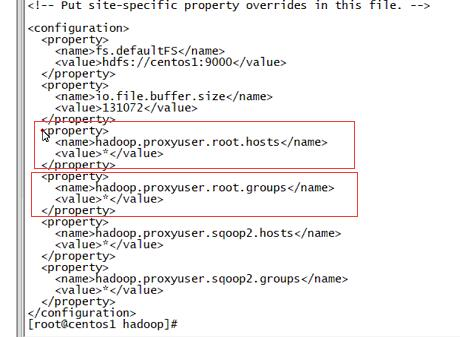 <!-- Put site-specific property overrides in this file. -->
<configuration>
<property>
<name>fs.defaultFS</name>
<value>hdfs://centos1:9000</value>
</property>
<property>
<name>io.file.buffer.size</name>
<value>131072</value>
</property>
<property>
<name>hadoop.proxyuser.root.hosts</name>
<value>*</value>
</property>
<property>
<name>hadoop.proxyuser.root.groups</name>
<value>*</value>
</property>
<property>
<name>hadoop.proxyuser.sqoop2.hosts</name>
<value>*</value>
</property>
<property>
<name>hadoop.proxyuser.sqoop2.groups</name>
<value>*</value>
</property>
</configuration>
[root@centos1 hadoop]#